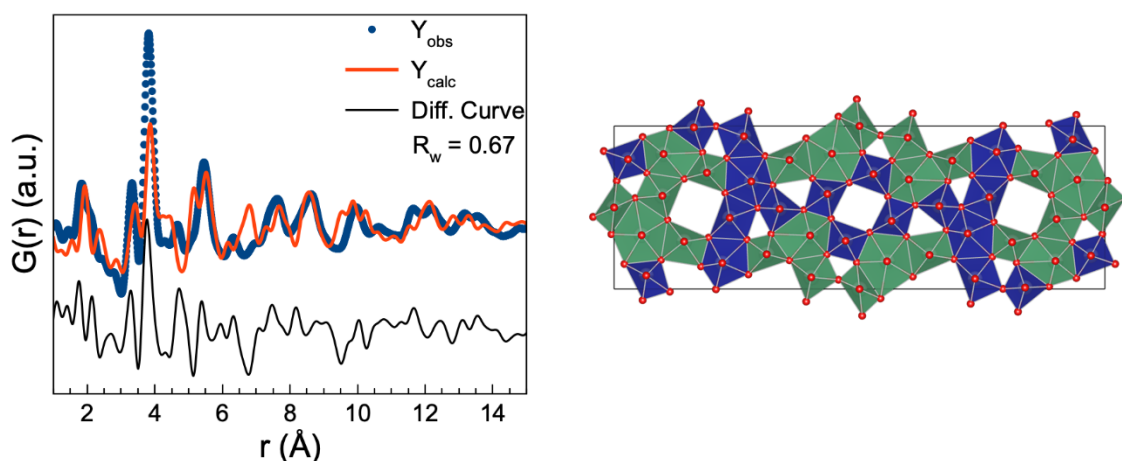 Y_obs
Y_calc
Diff. Curve
R_w = 0.67
G(r) (a.u.)
2 4 6 8 10 12 14
r (Å)